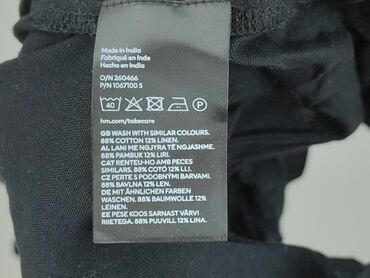 Made in India
Fabriqué en Inde
Hecho en India
O/N 260466
P/N 1067100 S
40
P
hm.com/takecare
GB WASH WITH SIMILAR COLOURS.
88% COTTON 12% LINEN.
AL LANI ME NGJYRA TË NGJASHME.
88% PAMBUK 12% LIRI.
CAT RENTEU-HO AMB PECES
SIMILARS. 88% COTÓ 12% LLI.
CZ PERTE S PODOBNÝMI BARVAMI.
88% BAVLNA 12% LEN.
DE MIT ÄHNLICHEN FARBEN
WASCHEN. 88% BAUMWOLLE 12%
LEINEN.
EE PESE KOOS SARNAST VÄRVI
RIIETEGA. 88% PUUVILL 12% LINA.